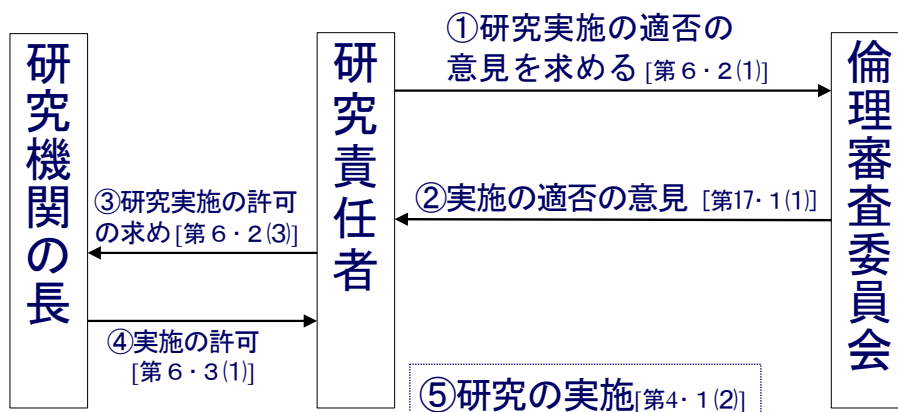 研究機関の長
研究責任者
倫理審査委員会
①研究実施の適否の
意見を求める [第6・2(1)]
②実施の適否の意見 [第17・1(1)]
③研究実施の許可
の求め[第6・2(3)]
④実施の許可
[第6・3(1)]
⑤研究の実施[第4・1(2)]